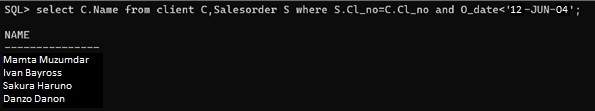 SQL> select C.Name from client C,Salesorder S where S.Cl_no=C.Cl_no and O_date<'12-JUN-04';
NAME
---------------
Mamta Muzumdar
Ivan Bayross
Sakura Haruno
Danzo Danon